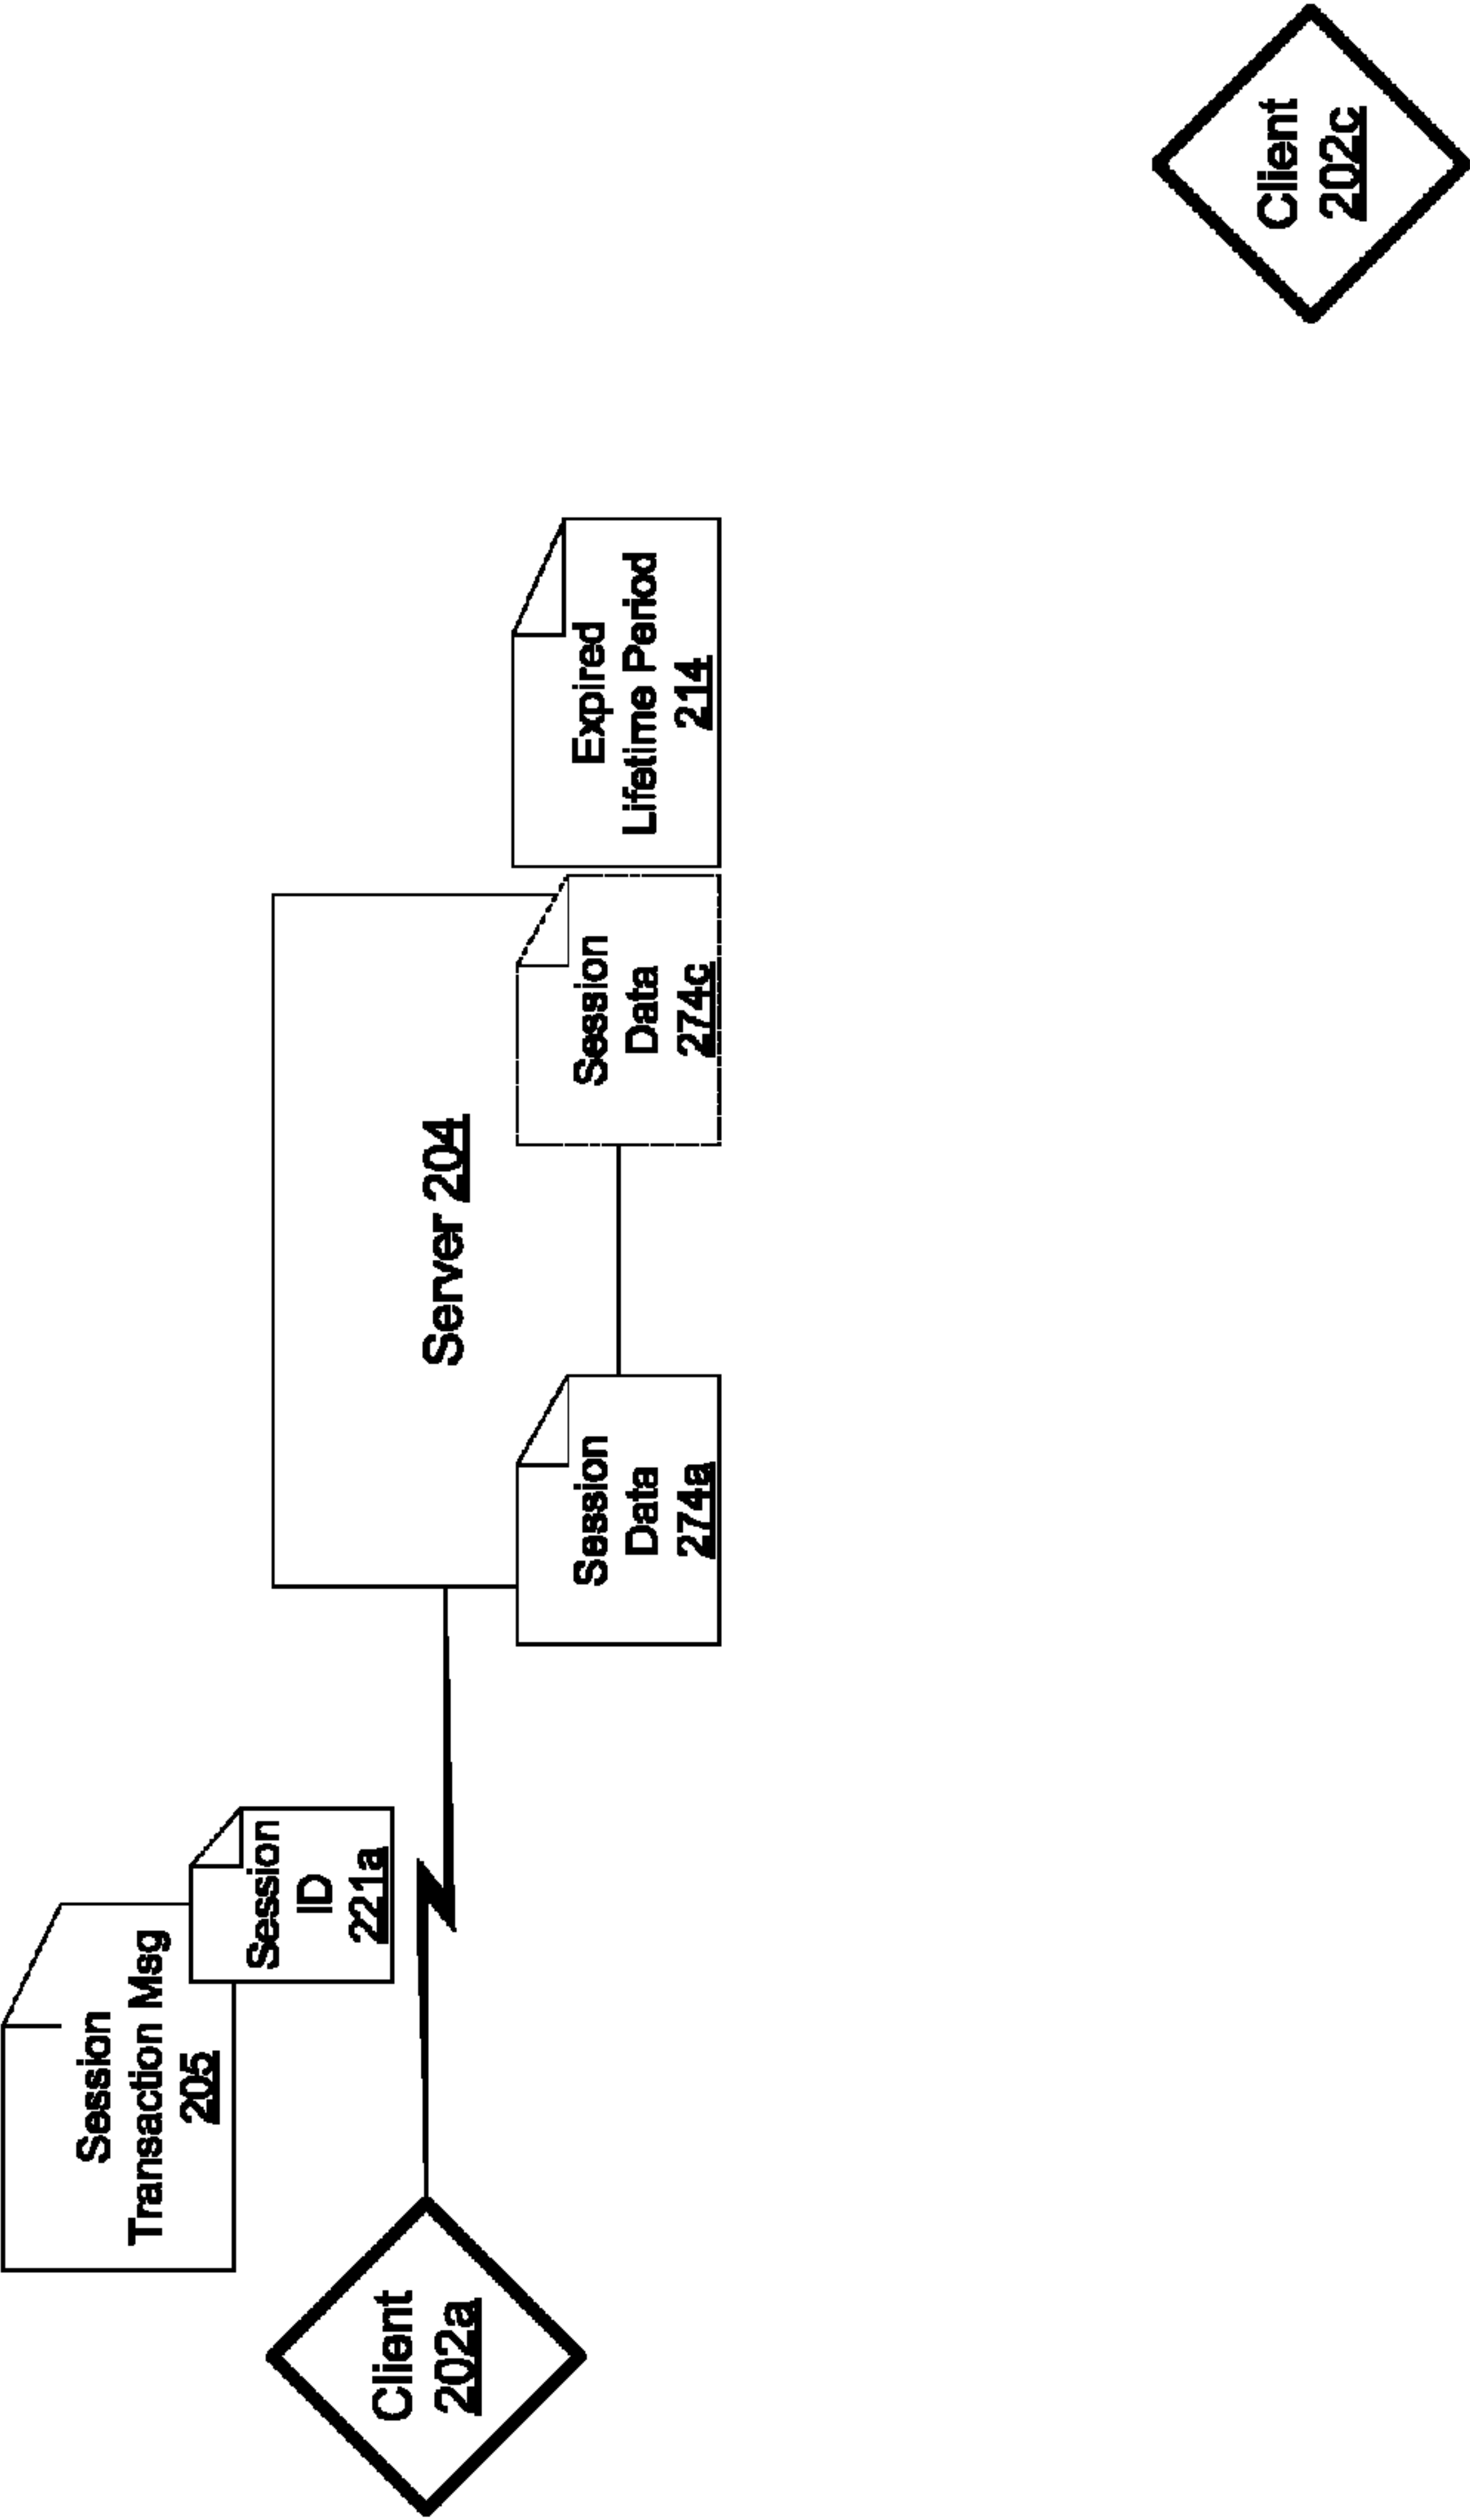 Session
Transaction Msg
205
Session
ID
221a
Client
202a
Server 204
Session
Data
274a
Session
Data
274c
Expired
Lifetime Period
214
Client
202c